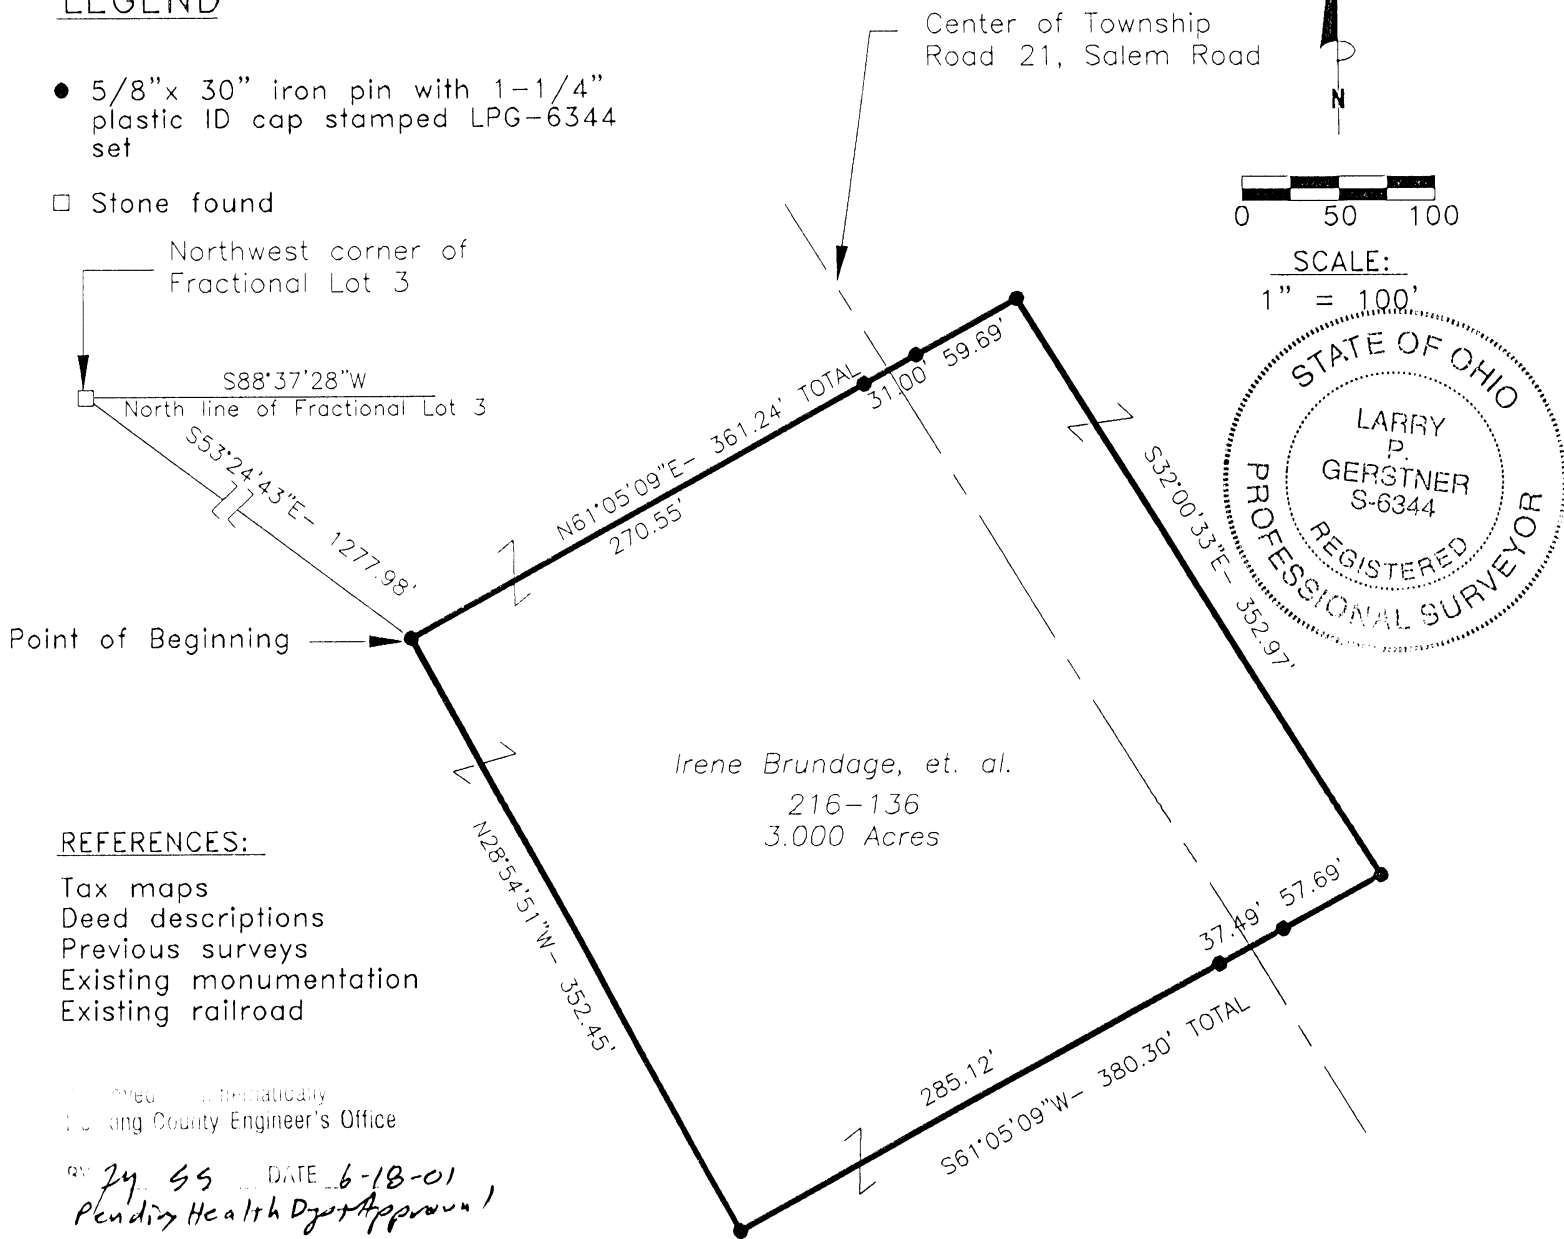 LEGEND
5/8"x 30" iron pin with 1-1/4"
plastic ID cap stamped LPG-6344
set
Stone found
Northwest corner of
Fractional Lot 3
S88°37'28"W
North line of Fractional Lot 3
S53°24'43"E- 1277.98'
Point of Beginning
Center of Township
Road 21, Salem Road
N
0 50 100
SCALE:
1" = 100'
STATE OF OHIO
LARRY
P.
GERSTNER
S-6344
REGISTERED
PROFESSIONAL SURVEYOR
N61°05'09"E- 361.24' TOTAL
270.55'
31.00'
59.69'
S32°00'33"E- 352.97'
Irene Brundage, et. al.
216-136
3.000 Acres
N28°54'51"W- 352.45'
37.49'
57.69'
285.12'
S61°05'09"W- 380.30' TOTAL
REFERENCES:
Tax maps
Deed descriptions
Previous surveys
Existing monumentation
Existing railroad
County Engineer's Office
BY DATE 6-18-01
Pending Health Dept Approval